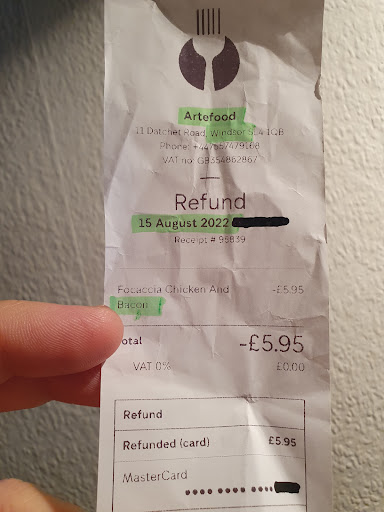 Artefood
11 Datchet Road, Windsor SL4 1QB
Phone: +447557479168
VAT no: GB354862867
Refund
15 August 2022
Receipt # 95839
Focaccia Chicken And -£5.95
Bacon
Total -£5.95
VAT 0% £0.00
Refund
Refunded (card) £5.95
MasterCard